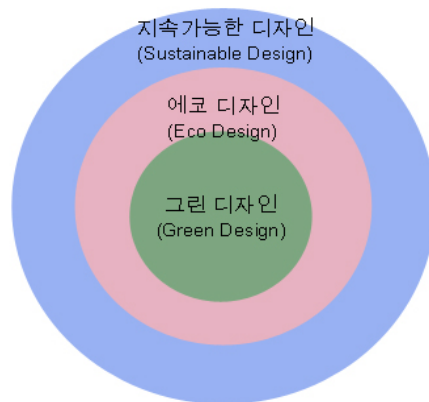 지속가능한 디자인
(Sustainable Design)
에코 디자인
(Eco Design)
그린 디자인
(Green Design)